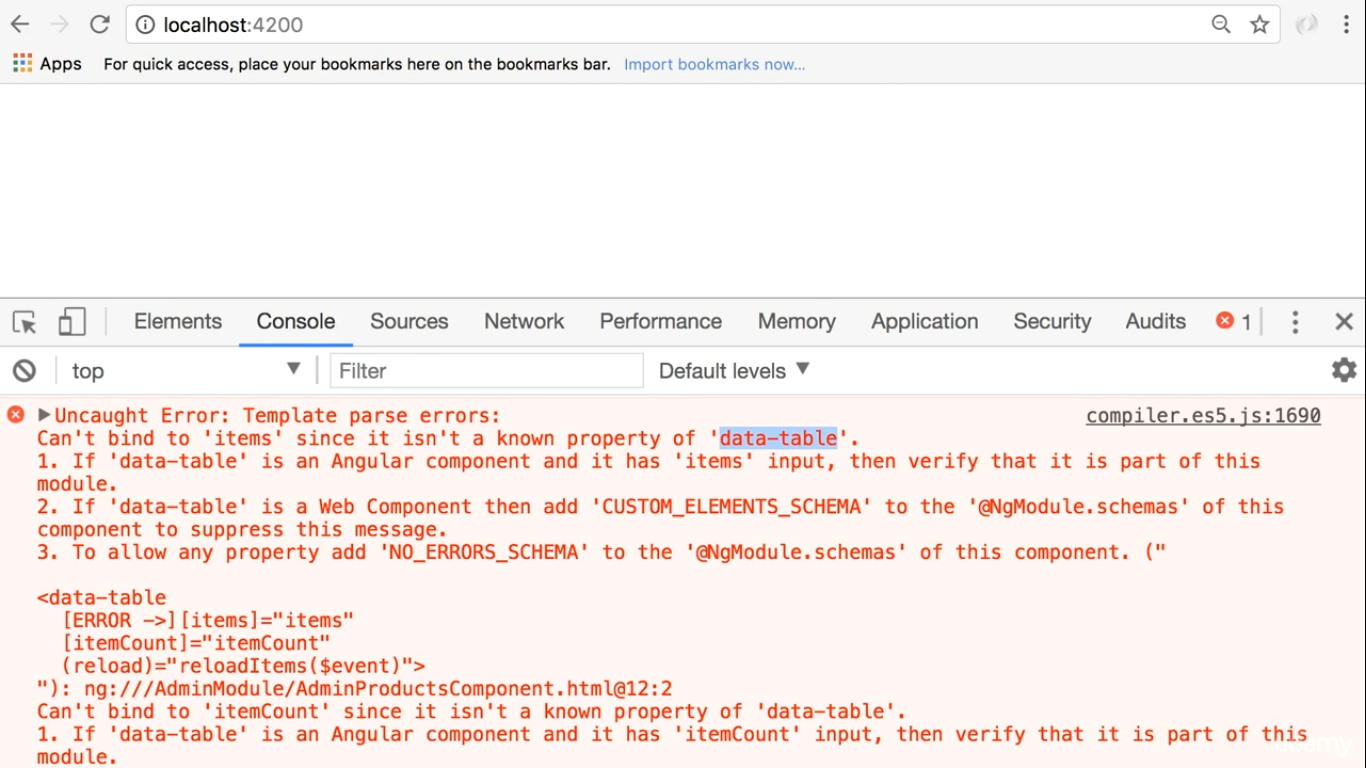 localhost:4200
Apps For quick access, place your bookmarks here on the bookmarks bar. Import bookmarks now...
Elements Console Sources Network Performance Memory Application Security Audits 1
top Filter Default levels
Uncaught Error: Template parse errors: compiler.es5.js:1690
Can't bind to 'items' since it isn't a known property of 'data-table'.
1. If 'data-table' is an Angular component and it has 'items' input, then verify that it is part of this
module.
2. If 'data-table' is a Web Component then add 'CUSTOM_ELEMENTS_SCHEMA' to the '@NgModule.schemas' of this
component to suppress this message.
3. To allow any property add 'NO_ERRORS_SCHEMA' to the '@NgModule.schemas' of this component. ("
<data-table
[ERROR ->][items]="items"
[itemCount]="itemCount"
(reload)="reloadItems($event)">
"): ng:///AdminModule/AdminProductsComponent.html@12:2
Can't bind to 'itemCount' since it isn't a known property of 'data-table'.
1. If 'data-table' is an Angular component and it has 'itemCount' input, then verify that it is part of this
module.
udemy